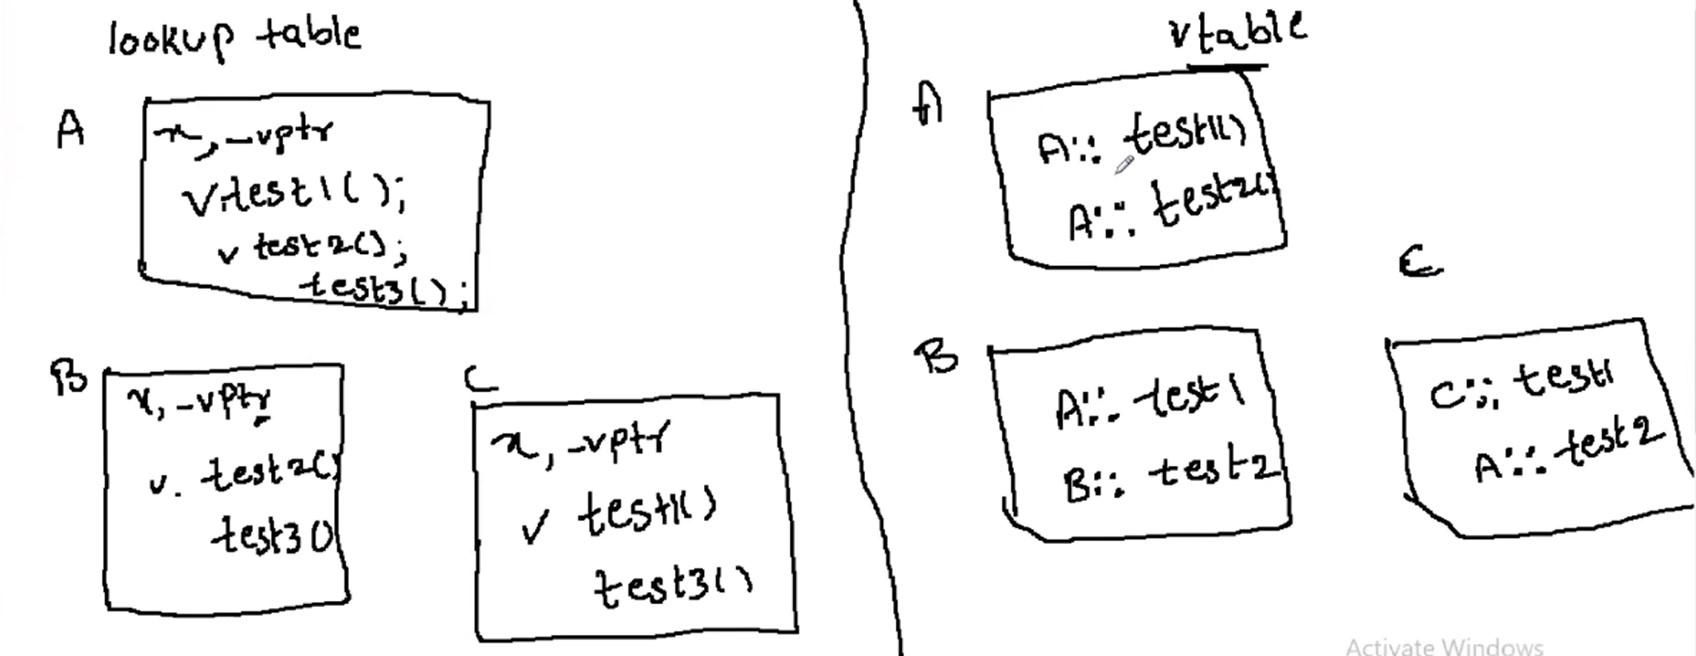 lookup table
A
x, _vptr
v.test1();
v test2();
test3();
B
x, _vptr
v. test2()
test3()
C
x, _vptr
v test1()
test3()
vtable
A
A:: test1()
A:: test2()
B
A:: test1
B:: test2
C
C:: test1
A:: test2
Activate Windows